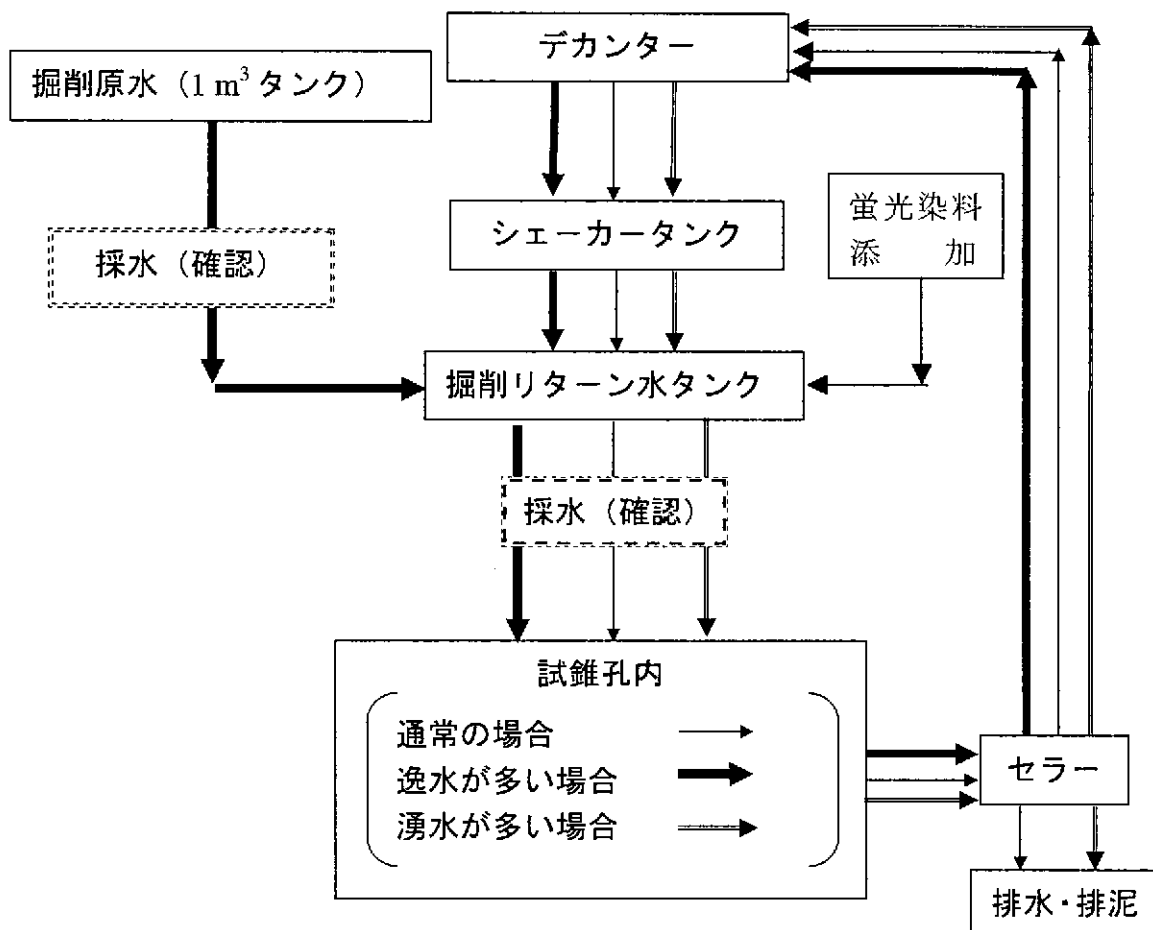 デカンター
掘削原水（1 m³ タンク）
シェーカータンク
蛍光染料
添　　加
採水（確認）
掘削リターン水タンク
採水（確認）
試錐孔内
通常の場合
逸水が多い場合
湧水が多い場合
セラー
排水・排泥